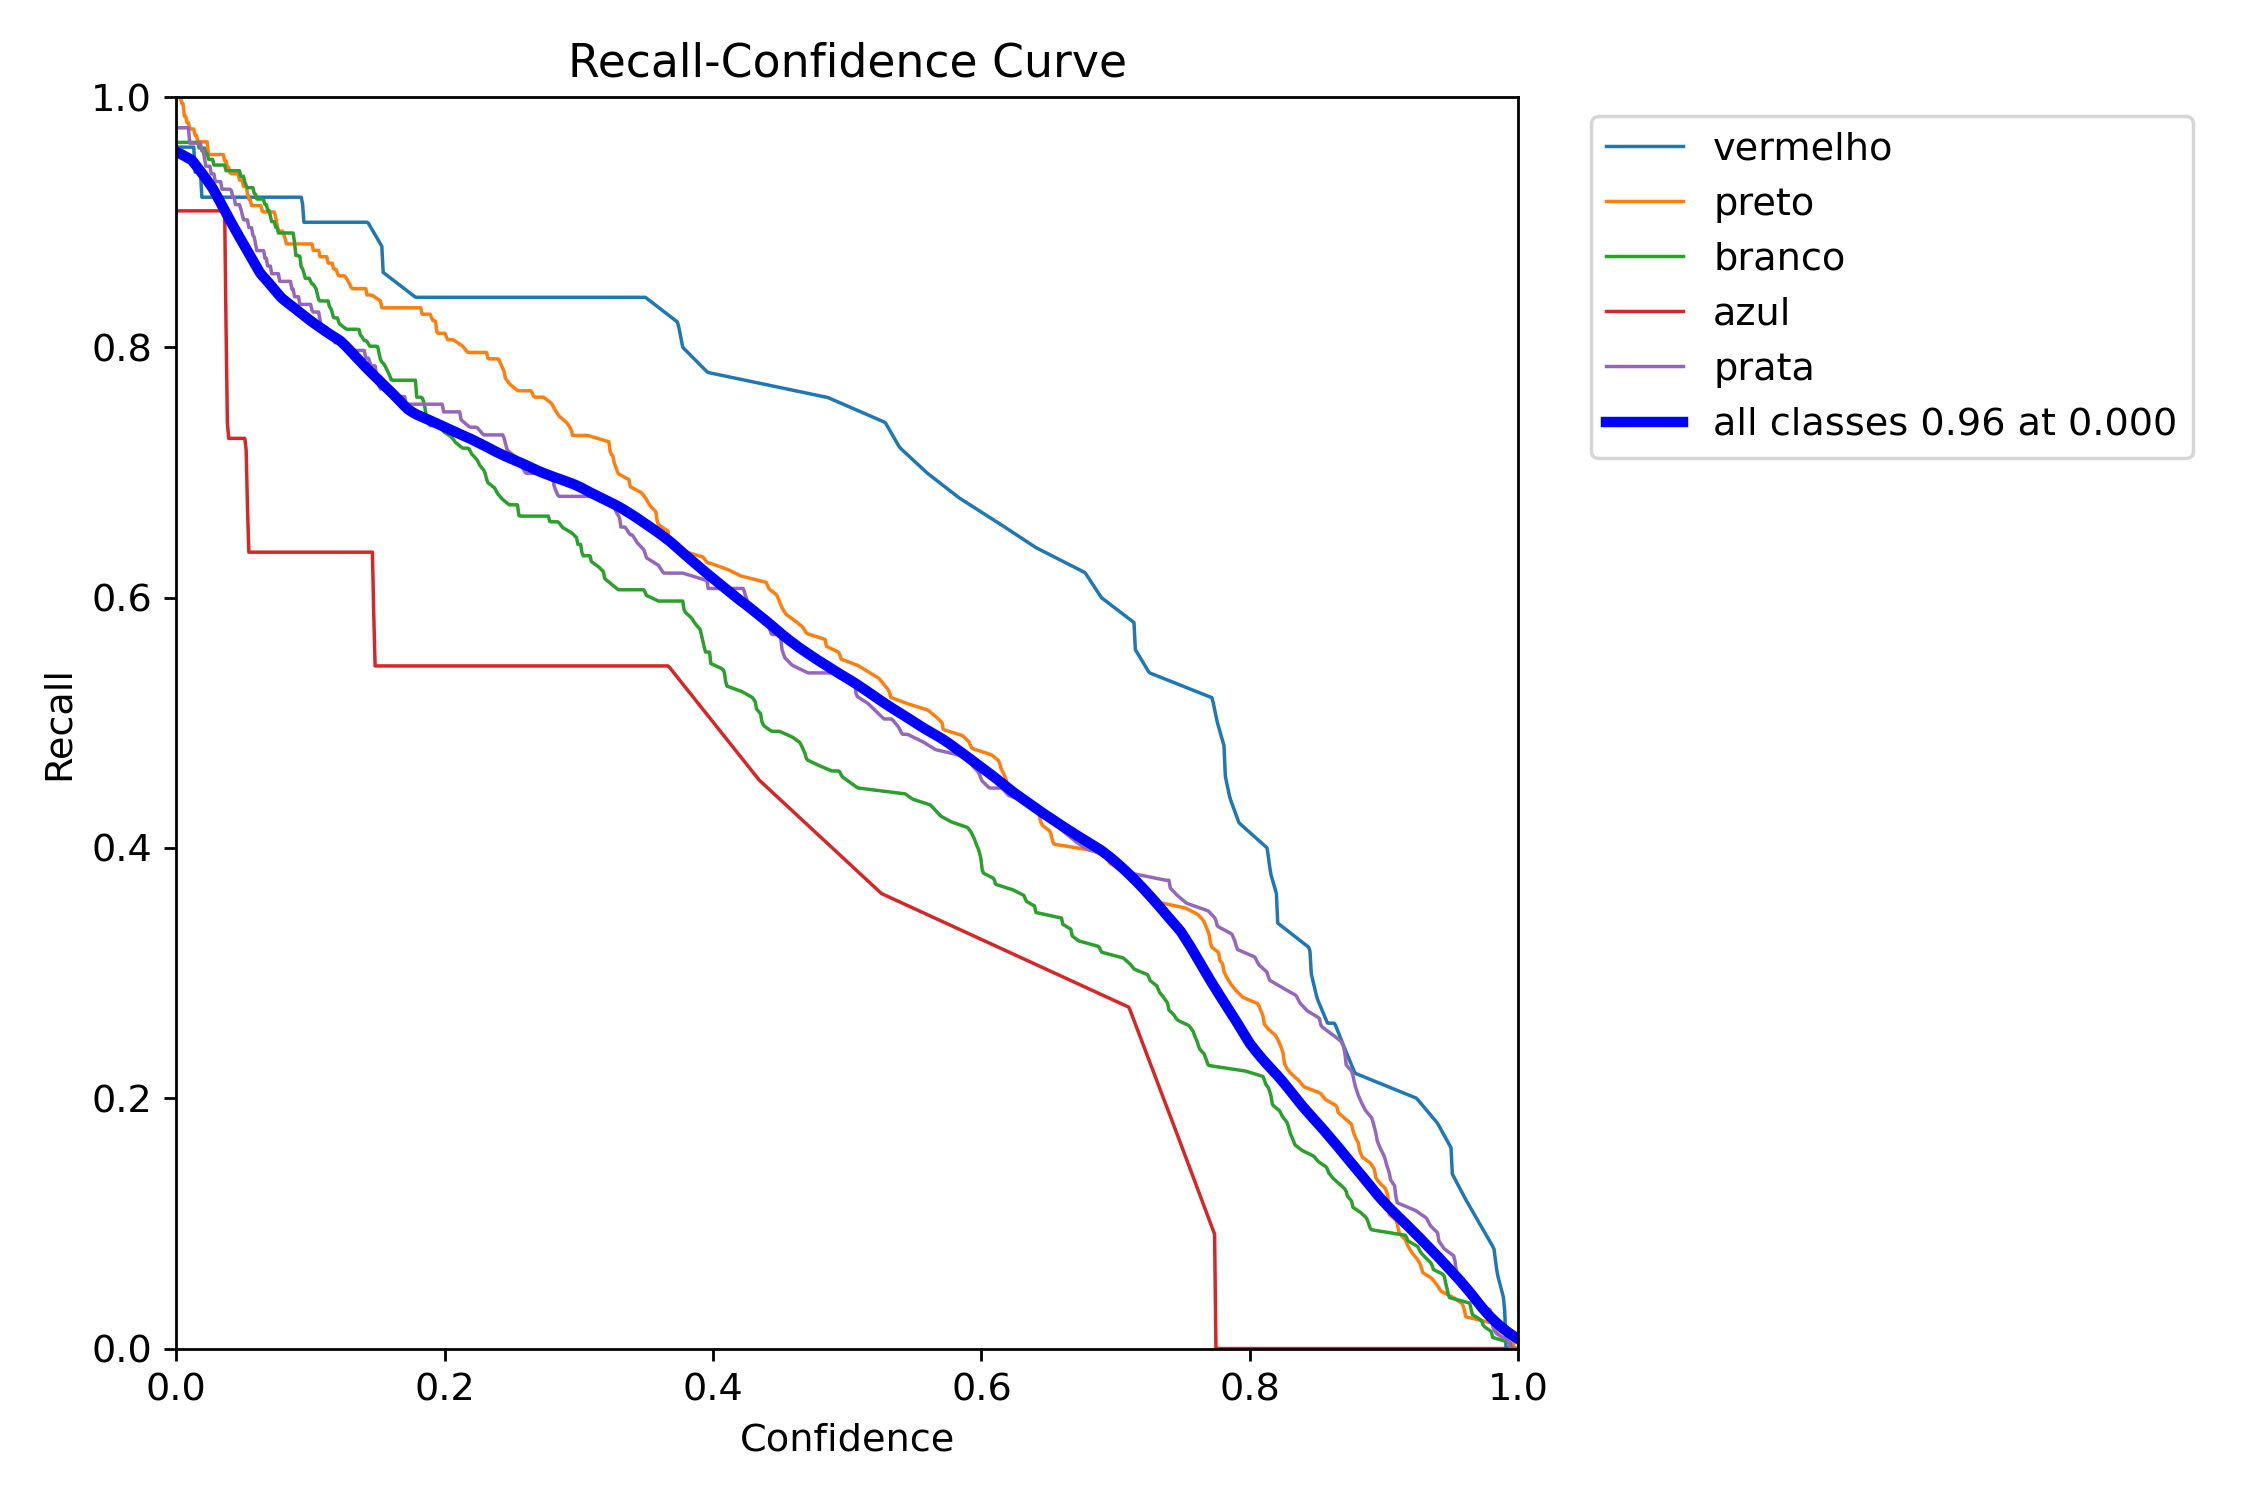 Recall-Confidence Curve
1.0
0.8
0.6
0.4
0.2
0.0
Recall
0.0 0.2 0.4 0.6 0.8 1.0
Confidence
vermelho
preto
branco
azul
prata
all classes 0.96 at 0.000